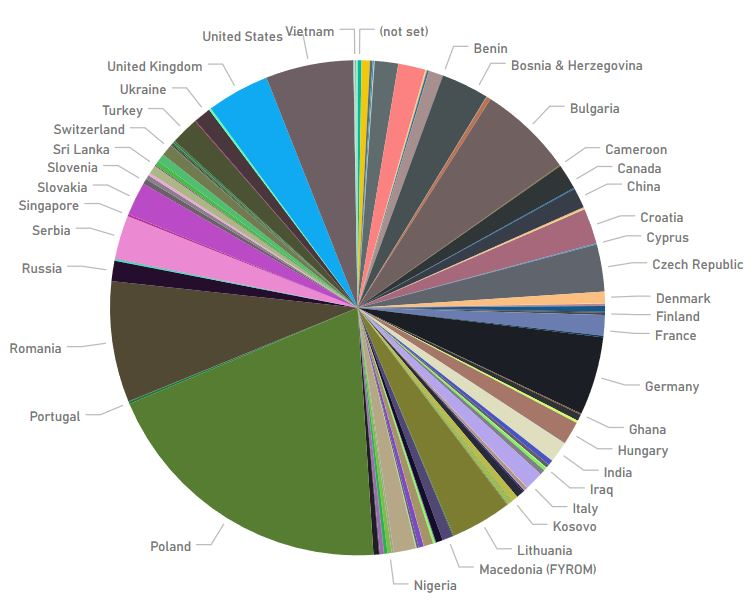 United States
Vietnam
(not set)
Benin
Bosnia & Herzegovina
Bulgaria
Cameroon
Canada
China
Croatia
Cyprus
Czech Republic
Denmark
Finland
France
Germany
Ghana
Hungary
India
Iraq
Italy
Kosovo
Lithuania
Macedonia (FYROM)
Nigeria
Poland
Portugal
Romania
Russia
Serbia
Singapore
Slovakia
Slovenia
Sri Lanka
Switzerland
Turkey
Ukraine
United Kingdom